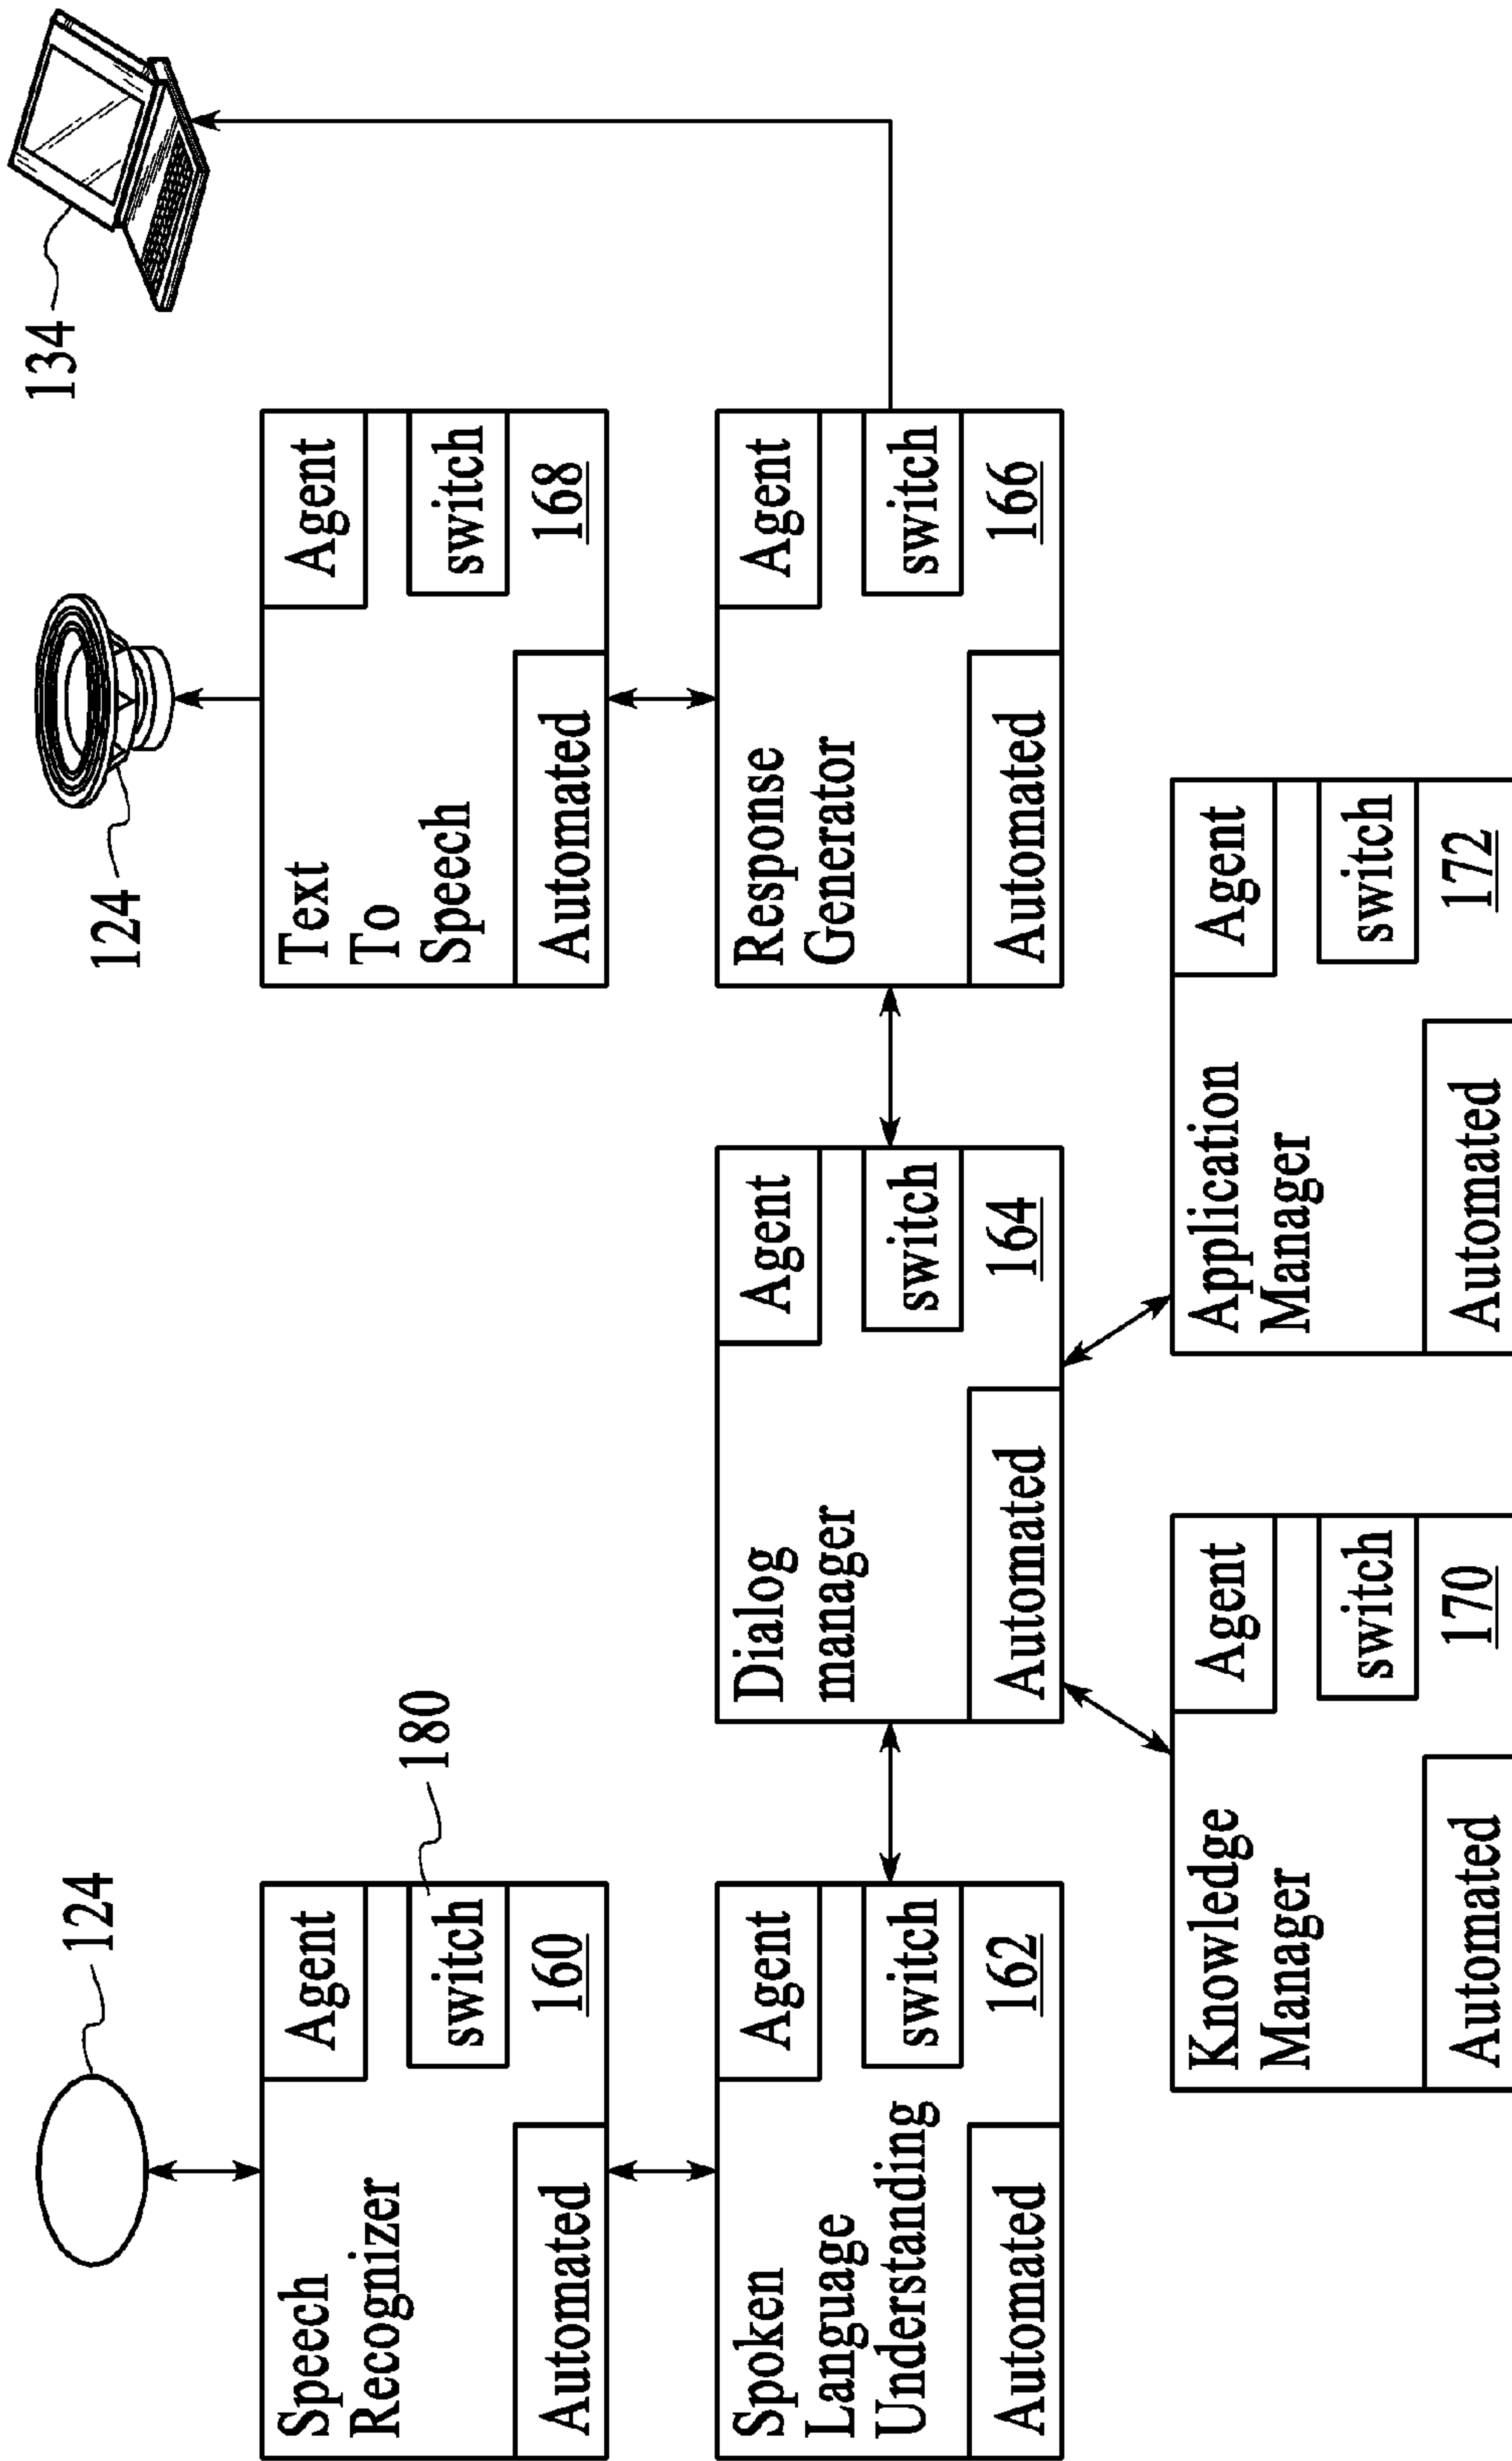 124
124
134
Speech
Recognizer
Agent
switch
180
160
Automated
Text
To
Speech
Agent
switch
168
Automated
Spoken
Language
Understanding
Agent
switch
162
Automated
Dialog
manager
Agent
switch
164
Automated
Response
Generator
Agent
switch
166
Automated
Knowledge
Manager
Agent
switch
170
Automated
Application
Manager
Agent
switch
172
Automated